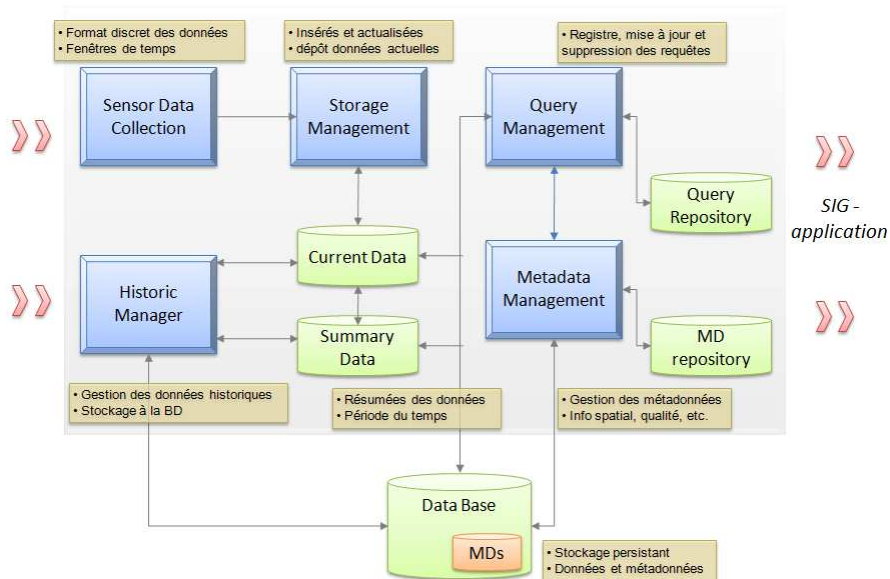 • Format discret des données
• Fenêtres de temps
• Insérés et actualisées
• dépôt données actuelles
• Registre, mise à jour et
suppression des requêtes
Sensor Data
Collection
Storage
Management
Query
Management
Query
Repository
SIG -
application
Current Data
Historic
Manager
Metadata
Management
Summary
Data
MD
repository
• Gestion des données historiques
• Stockage à la BD
• Résumées des données
• Période du temps
• Gestion des métadonnées
• Info spatial, qualité, etc.
Data Base
MDs
• Stockage persistant
• Données et métadonnées